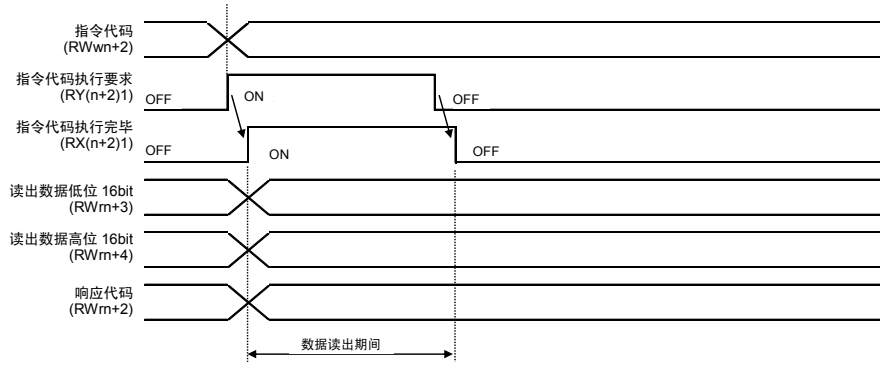 指令代码
(RWwn+2)
指令代码执行要求
(RY(n+2)1)
OFF
ON
OFF
指令代码执行完毕
(RX(n+2)1)
OFF
ON
OFF
读出数据低位 16bit
(RWrn+3)
读出数据高位 16bit
(RWrn+4)
响应代码
(RWrn+2)
数据读出期间